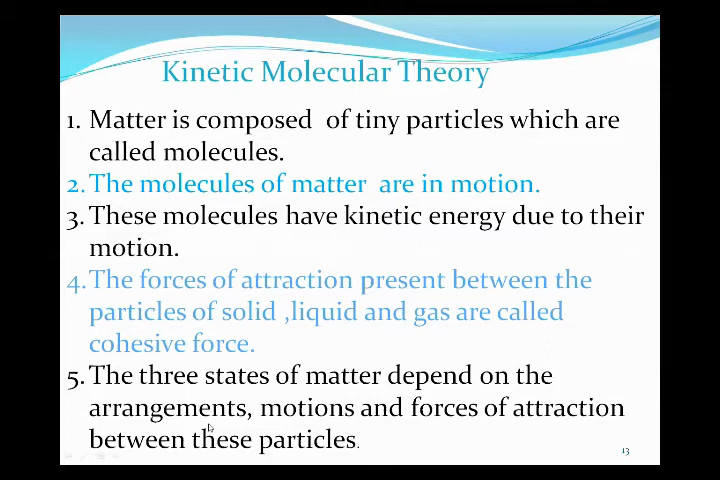 Kinetic Molecular Theory
1. Matter is composed of tiny particles which are
called molecules.
2. The molecules of matter are in motion.
3. These molecules have kinetic energy due to their
motion.
4. The forces of attraction present between the
particles of solid ,liquid and gas are called
cohesive force.
5. The three states of matter depend on the
arrangements, motions and forces of attraction
between these particles.
13